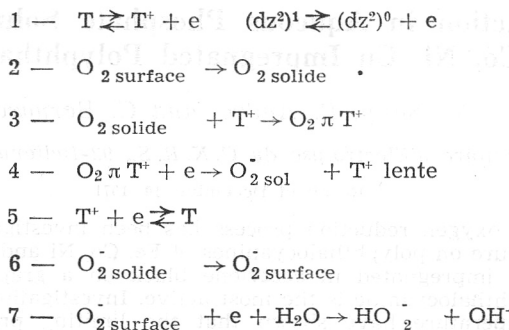 1 — T ⇄ T⁺ + e (dz²)¹ ⇄ (dz²)⁰ + e
2 — O₂ surface → O₂ solide .
3 — O₂ solide + T⁺ → O₂ π T⁺
4 — O₂ π T⁺ + e → O₂⁻ sol + T⁺ lente
5 — T⁺ + e ⇄ T
6 — O₂⁻ solide → O₂⁻ surface
7 — O₂⁻ surface + e + H₂O → HO₂⁻ + OH⁻